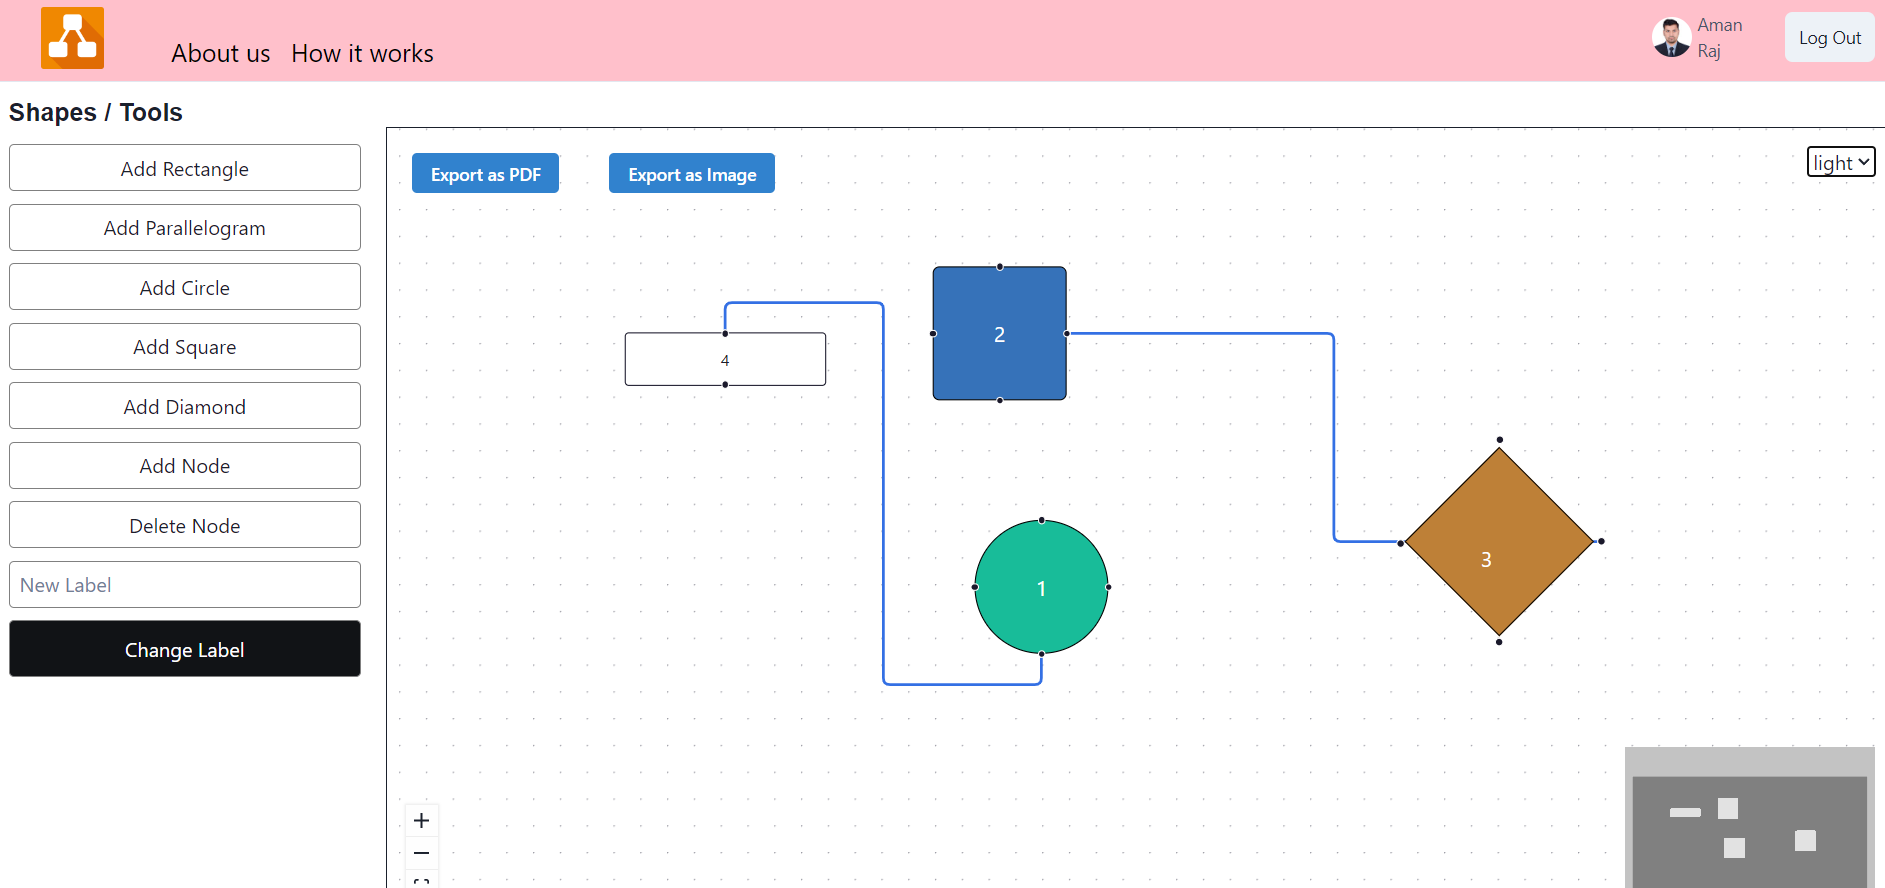 About us How it works
Aman
Raj
Log Out
Shapes / Tools
Add Rectangle
Add Parallelogram
Add Circle
Add Square
Add Diamond
Add Node
Delete Node
New Label
Change Label
Export as PDF Export as Image
light
2
4
3
1